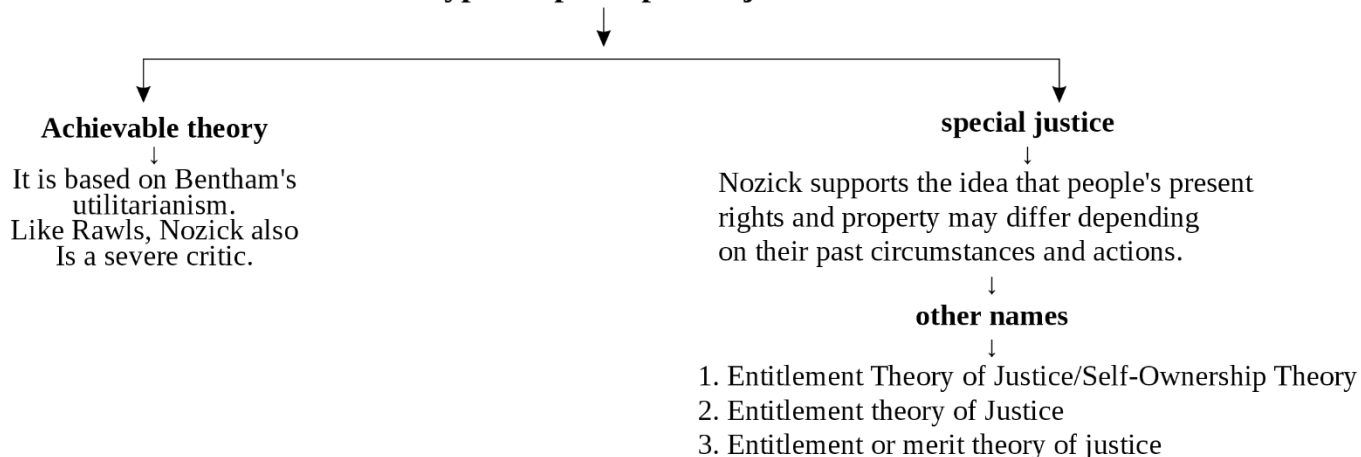 Achievable theory
It is based on Bentham's
utilitarianism.
Like Rawls, Nozick also
Is a severe critic.
special justice
Nozick supports the idea that people's present
rights and property may differ depending
on their past circumstances and actions.
other names
1. Entitlement Theory of Justice/Self-Ownership Theory
2. Entitlement theory of Justice
3. Entitlement or merit theory of justice